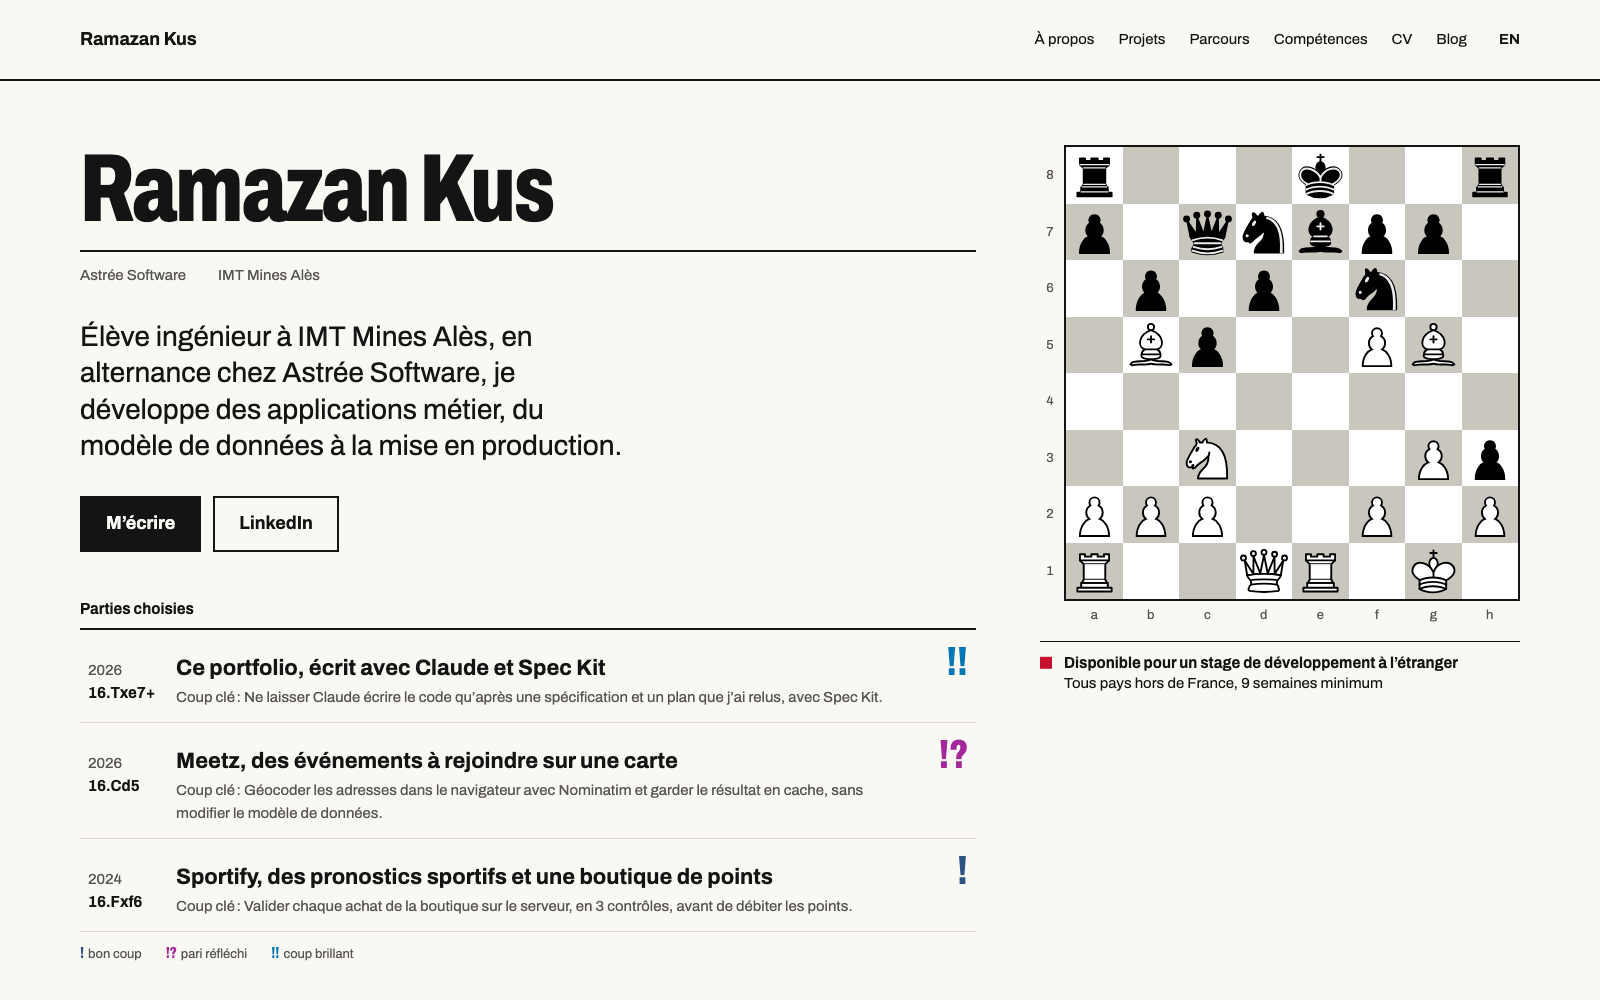 Ramazan Kus
À propos Projets Parcours Compétences CV Blog EN
Ramazan Kus
Astrée Software IMT Mines Alès
Élève ingénieur à IMT Mines Alès, en
alternance chez Astrée Software, je
développe des applications métier, du
modèle de données à la mise en production.
M’écrire LinkedIn
Parties choisies
2026
16.Txe7+
Ce portfolio, écrit avec Claude et Spec Kit
Coup clé : Ne laisser Claude écrire le code qu’après une spécification et un plan que j’ai relus, avec Spec Kit.
!!
2026
16.Cd5
Meetz, des événements à rejoindre sur une carte
Coup clé : Géocoder les adresses dans le navigateur avec Nominatim et garder le résultat en cache, sans
modifier le modèle de données.
!?
2024
16.Fxf6
Sportify, des pronostics sportifs et une boutique de points
Coup clé : Valider chaque achat de la boutique sur le serveur, en 3 contrôles, avant de débiter les points.
!
! bon coup !? pari réfléchi !! coup brillant
8
7
6
5
4
3
2
1
a b c d e f g h
Disponible pour un stage de développement à l’étranger
Tous pays hors de France, 9 semaines minimum